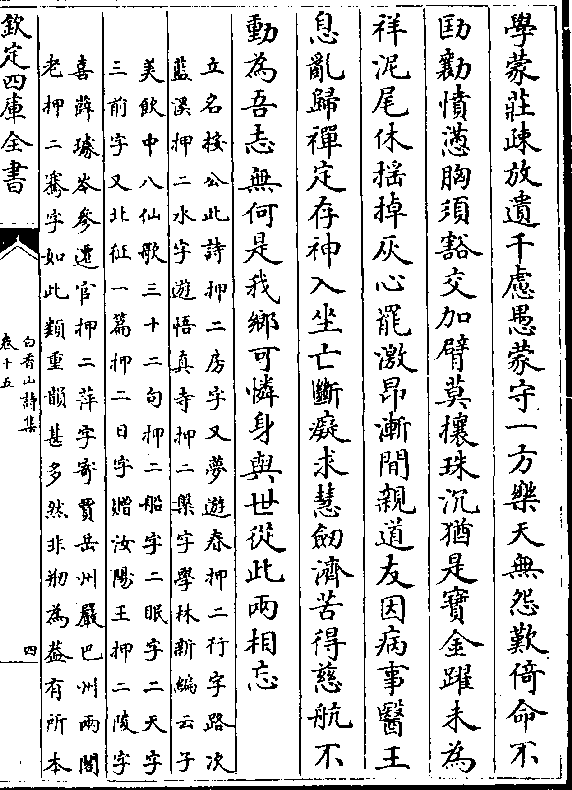 學蒙莊疎放遺千慮愚蒙守一方樂天無怨歎倚命不
劻勷憤懣胸須豁交加臂莫攘珠沉猶是寶金躍未為
祥泥尾休搖掉灰心罷激昂漸閒親道友因病事醫王
息亂歸禪定存神入坐亡斷癡求慧劒濟苦得慈航不
動為吾志無何是我鄉可憐身與世從此兩相忘
立名按公此詩押二房字又夢遊春押二行字路次
藍溪押二水字遊悟真寺押二槃字學林新編云子
美飲中八仙歌三十二句押二船字二眠字二天字
三前字又北征一篇押二日字贈汝陽王押二陵字
喜薛璩岑參遷官押二萍字寄賈岳州嚴巴州兩閣
老押二騫字如此類重韻甚多然非刱為葢有所本
欽定四庫全書
白香山詩集
卷十五
四